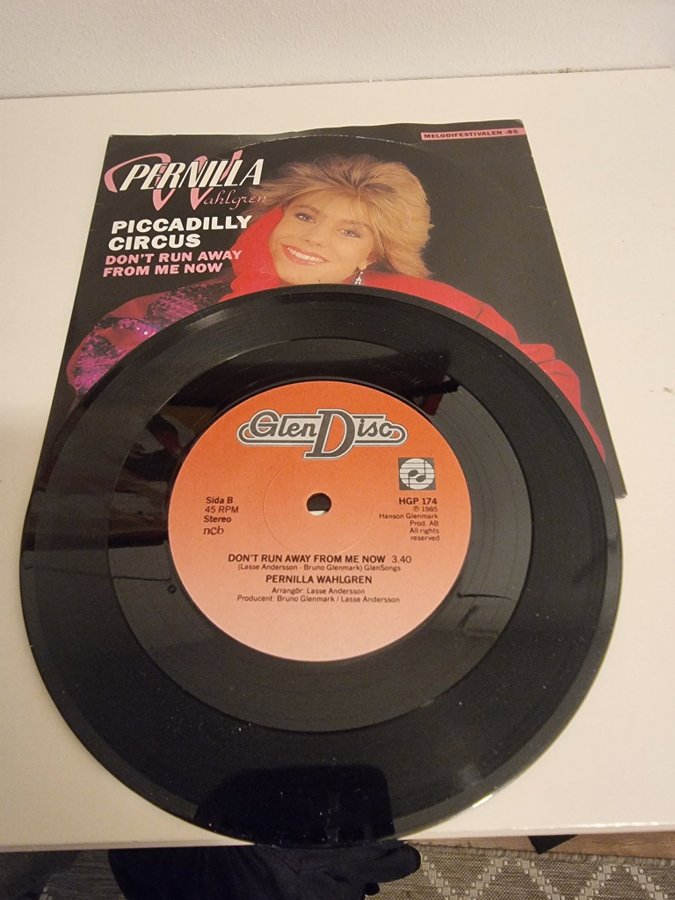 MELODIFESTIVALEN -85
PERNILLA
Wahlgren
PICCADILLY
CIRCUS
DON'T RUN AWAY
FROM ME NOW
Glen Disc
Sida B
45 RPM
Stereo
ncb
HGP 174
℗ 1985
Hanson Glenmark
Prod. AB
All rights
reserved
DON'T RUN AWAY FROM ME NOW 3.40
(Lasse Andersson - Bruno Glenmark) GlenSongs
PERNILLA WAHLGREN
Arrangör: Lasse Andersson
Producent: Bruno Glenmark / Lasse Andersson